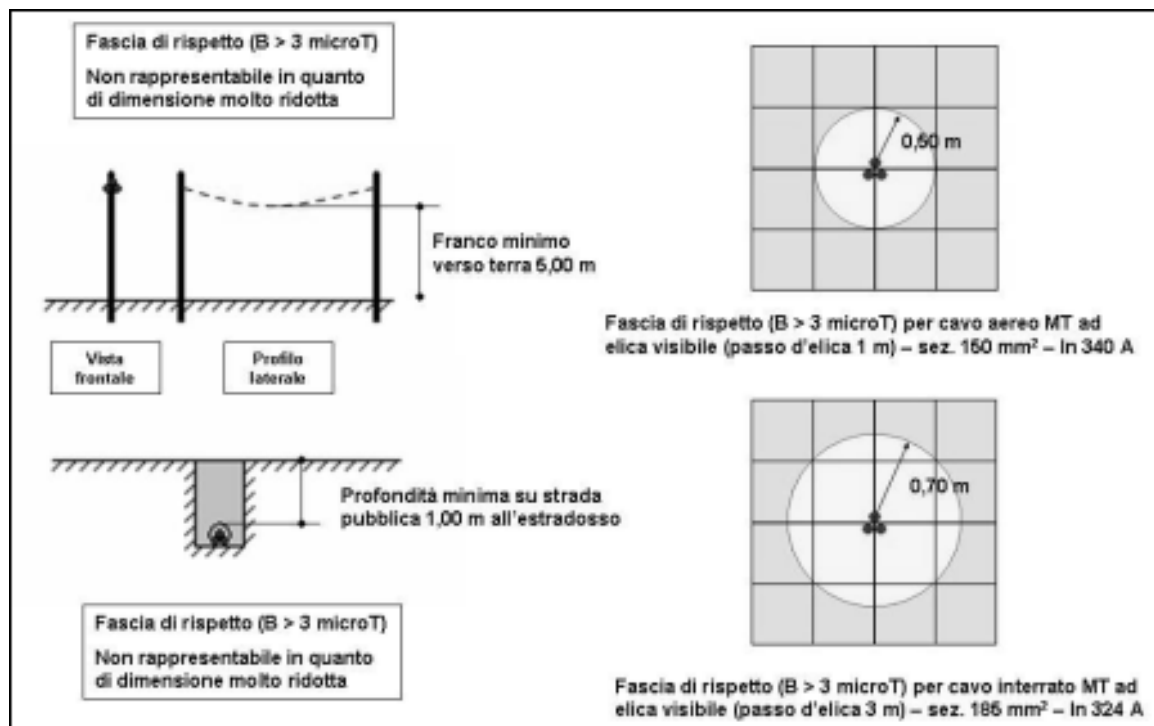 Fascia di rispetto (B > 3 microT)
Non rappresentabile in quanto
di dimensione molto ridotta
Franco minimo
verso terra 5,00 m
Vista
frontale
Profilo
laterale
Profondità minima su strada
pubblica 1,00 m all'estradosso
Fascia di rispetto (B > 3 microT)
Non rappresentabile in quanto
di dimensione molto ridotta
0,50 m
Fascia di rispetto (B > 3 microT) per cavo aereo MT ad
elica visibile (passo d'elica 1 m) – sez. 150 mm² – In 340 A
0,70 m
Fascia di rispetto (B > 3 microT) per cavo interrato MT ad
elica visibile (passo d'elica 3 m) – sez. 185 mm² – In 324 A